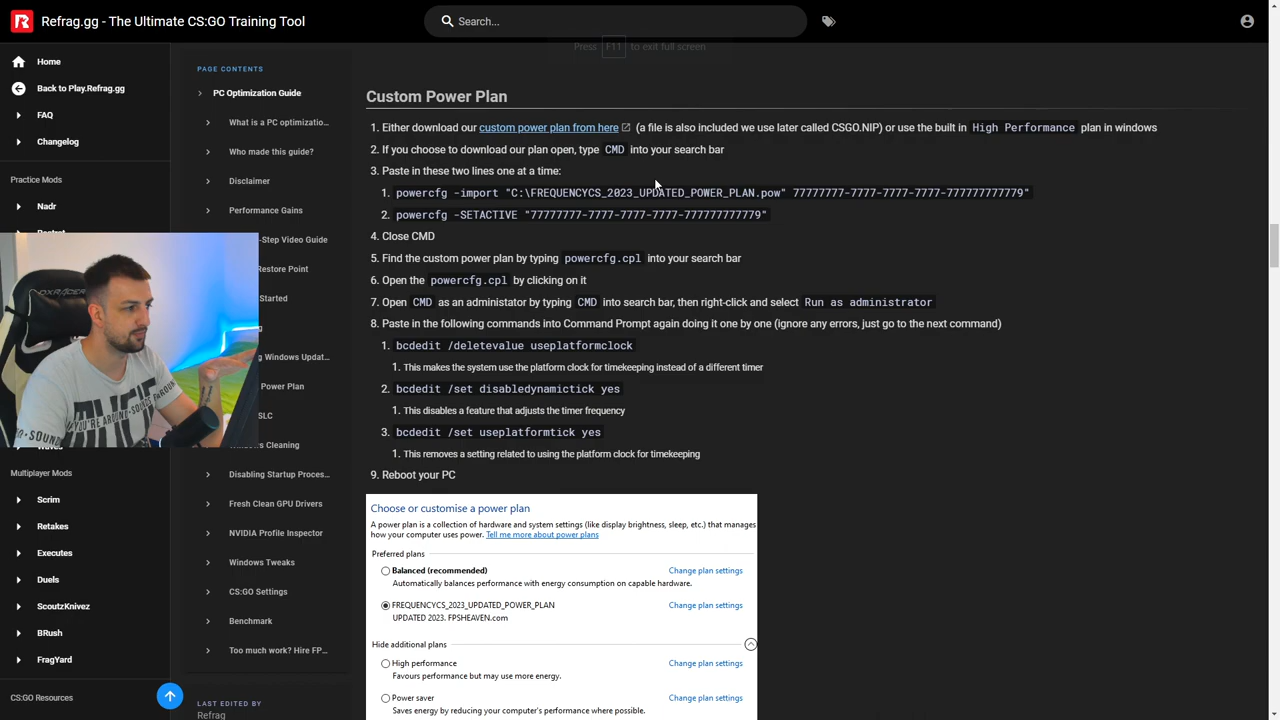 Refrag.gg - The Ultimate CS:GO Training Tool
Search...
Press F11 to exit full screen
Home
Back to Play.Refrag.gg
FAQ
Changelog
Practice Mods
Nadr
Multiplayer Mods
Scrim
Retakes
Executes
Duels
ScoutzKnivez
BRush
FragYard
CS:GO Resources
PAGE CONTENTS
PC Optimization Guide
What is a PC optimizatio...
Who made this guide?
Disclaimer
Performance Gains
-Step Video Guide
Restore Point
Started
g Windows Updat...
Power Plan
SLC
ws Cleaning
Disabling Startup Proces...
Fresh Clean GPU Drivers
NVIDIA Profile Inspector
Windows Tweaks
CS:GO Settings
Benchmark
Too much work? Hire FP...
LAST EDITED BY
Refrag
Custom Power Plan
1. Either download our custom power plan from here (a file is also included we use later called CSGO.NIP) or use the built in High Performance plan in windows
2. If you choose to download our plan open, type CMD into your search bar
3. Paste in these two lines one at a time:
1. powercfg -import "C:\FREQUENCYCS_2023_UPDATED_POWER_PLAN.pow" 77777777-7777-7777-7777-777777777779"
2. powercfg -SETACTIVE "77777777-7777-7777-7777-777777777779"
4. Close CMD
5. Find the custom power plan by typing powercfg.cpl into your search bar
6. Open the powercfg.cpl by clicking on it
7. Open CMD as an administator by typing CMD into search bar, then right-click and select Run as administrator
8. Paste in the following commands into Command Prompt again doing it one by one (ignore any errors, just go to the next command)
1. bcdedit /deletevalue useplatformclock
1. This makes the system use the platform clock for timekeeping instead of a different timer
2. bcdedit /set disabledynamictick yes
1. This disables a feature that adjusts the timer frequency
3. bcdedit /set useplatformtick yes
1. This removes a setting related to using the platform clock for timekeeping
9. Reboot your PC
Choose or customise a power plan
A power plan is a collection of hardware and system settings (like display brightness, sleep, etc.) that manages
how your computer uses power. Tell me more about power plans
Preferred plans
Balanced (recommended) Change plan settings
Automatically balances performance with energy consumption on capable hardware.
FREQUENCYCS_2023_UPDATED_POWER_PLAN Change plan settings
UPDATED 2023. FPSHEAVEN.com
Hide additional plans
High performance Change plan settings
Favours performance but may use more energy.
Power saver Change plan settings
Saves energy by reducing your computer's performance where possible.